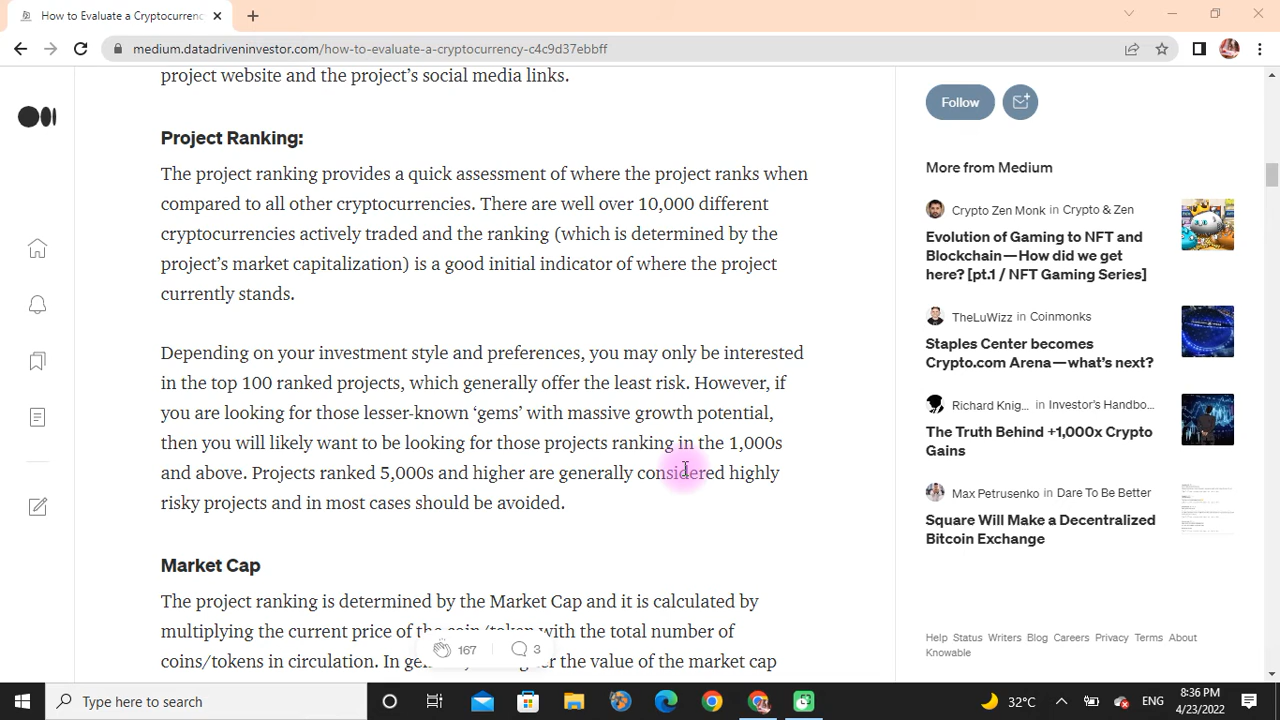 How to Evaluate a Cryptocurrenc
medium.datadriveninvestor.com/how-to-evaluate-a-cryptocurrency-c4c9d37ebbff
project website and the project's social media links.
Project Ranking:
The project ranking provides a quick assessment of where the project ranks when
compared to all other cryptocurrencies. There are well over 10,000 different
cryptocurrencies actively traded and the ranking (which is determined by the
project's market capitalization) is a good initial indicator of where the project
currently stands.
Depending on your investment style and preferences, you may only be interested
in the top 100 ranked projects, which generally offer the least risk. However, if
you are looking for those lesser-known ‘gems’ with massive growth potential,
then you will likely want to be looking for those projects ranking in the 1,000s
and above. Projects ranked 5,000s and higher are generally considered highly
risky projects and in most cases should be avoided.
Market Cap
The project ranking is determined by the Market Cap and it is calculated by
multiplying the current price of the coin/token with the total number of
coins/tokens in circulation. In the value of the market cap
167
3
Follow
More from Medium
Crypto Zen Monk in Crypto & Zen
Evolution of Gaming to NFT and
Blockchain—How did we get
here? [pt.1 / NFT Gaming Series]
TheLuWizz in Coinmonks
Staples Center becomes
Crypto.com Arena—what's next?
Richard Knig... in Investor's Handbo...
The Truth Behind +1,000x Crypto
Gains
Max Petrusenko in Dare To Be Better
Square Will Make a Decentralized
Bitcoin Exchange
Help Status Writers Blog Careers Privacy Terms About
Knowable
Type here to search
32°C
ENG
8:36 PM
4/23/2022